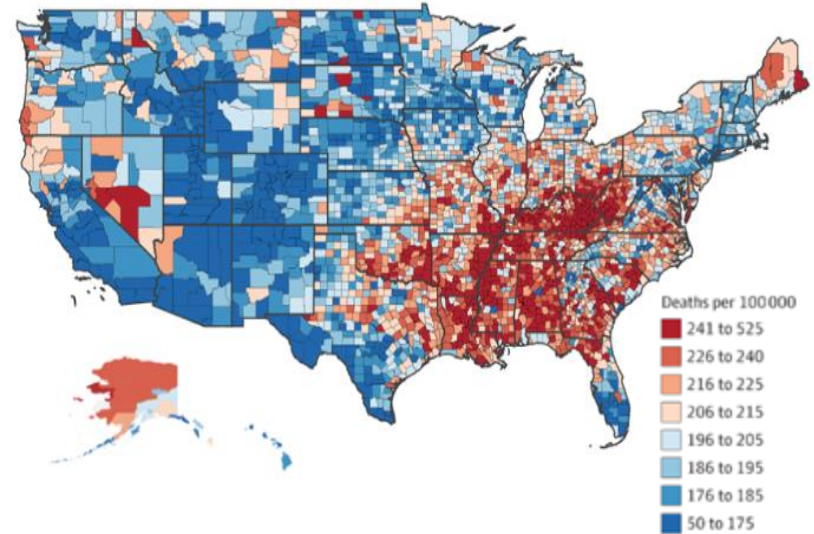 Deaths per 100000
241 to 525
226 to 240
216 to 225
206 to 215
196 to 205
186 to 195
176 to 185
50 to 175